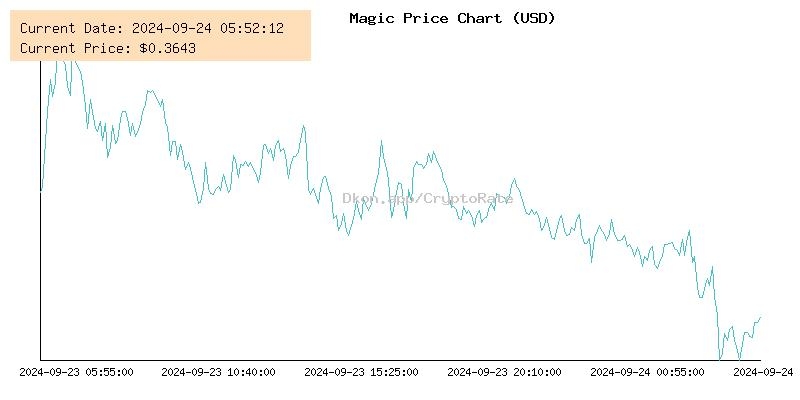 Magic Price Chart (USD)
Current Date: 2024-09-24 05:52:12
Current Price: $0.3643
Dkon.app/CryptoRate
2024-09-23 05:55:00
2024-09-23 10:40:00
2024-09-23 15:25:00
2024-09-23 20:10:00
2024-09-24 00:55:00
2024-09-24